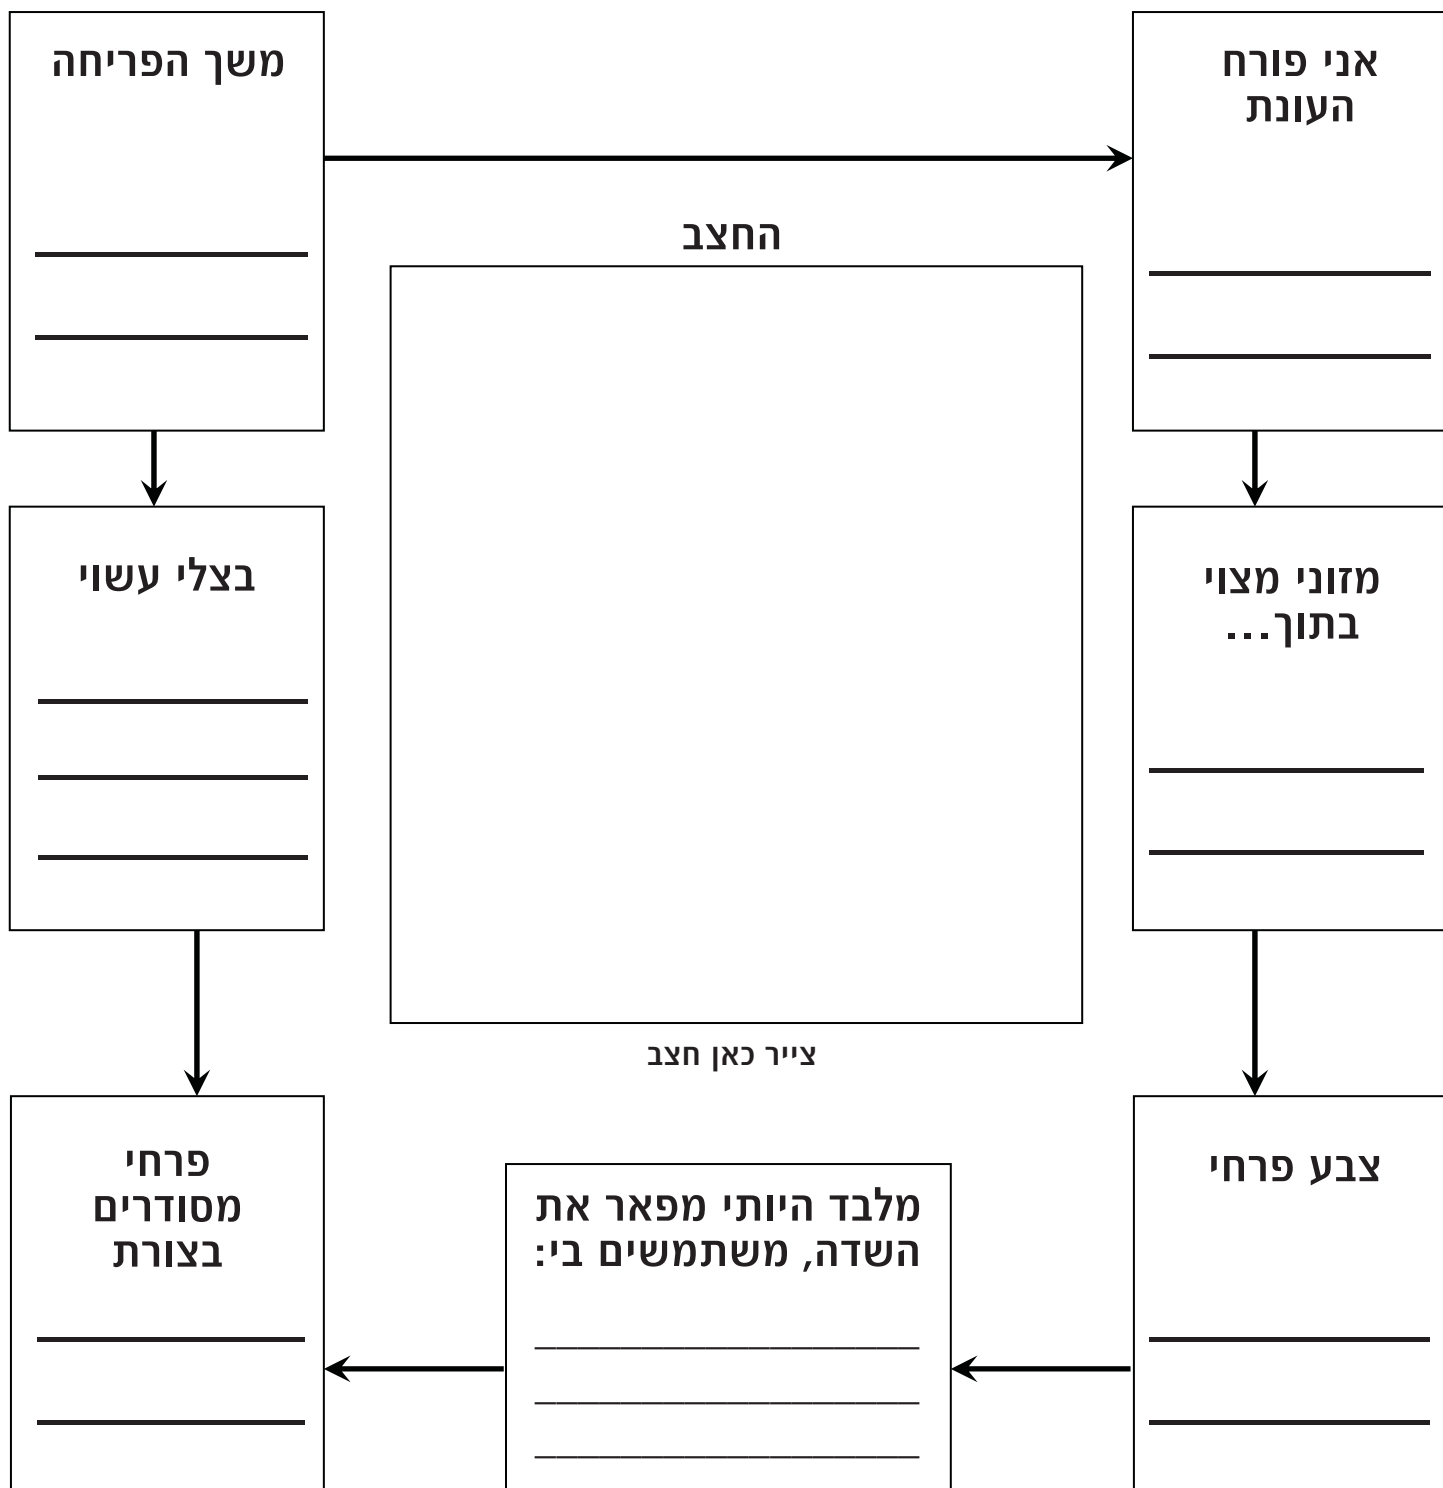 אני פורח
העונת
משך הפריחה
החצב
מזוני מצוי
בתוך...
בצלי עשוי
צייר כאן חצב
צבע פרחי
מלבד היותי מפאר את
השדה, משתמשים בי:
פרחי
מסודרים
בצורת